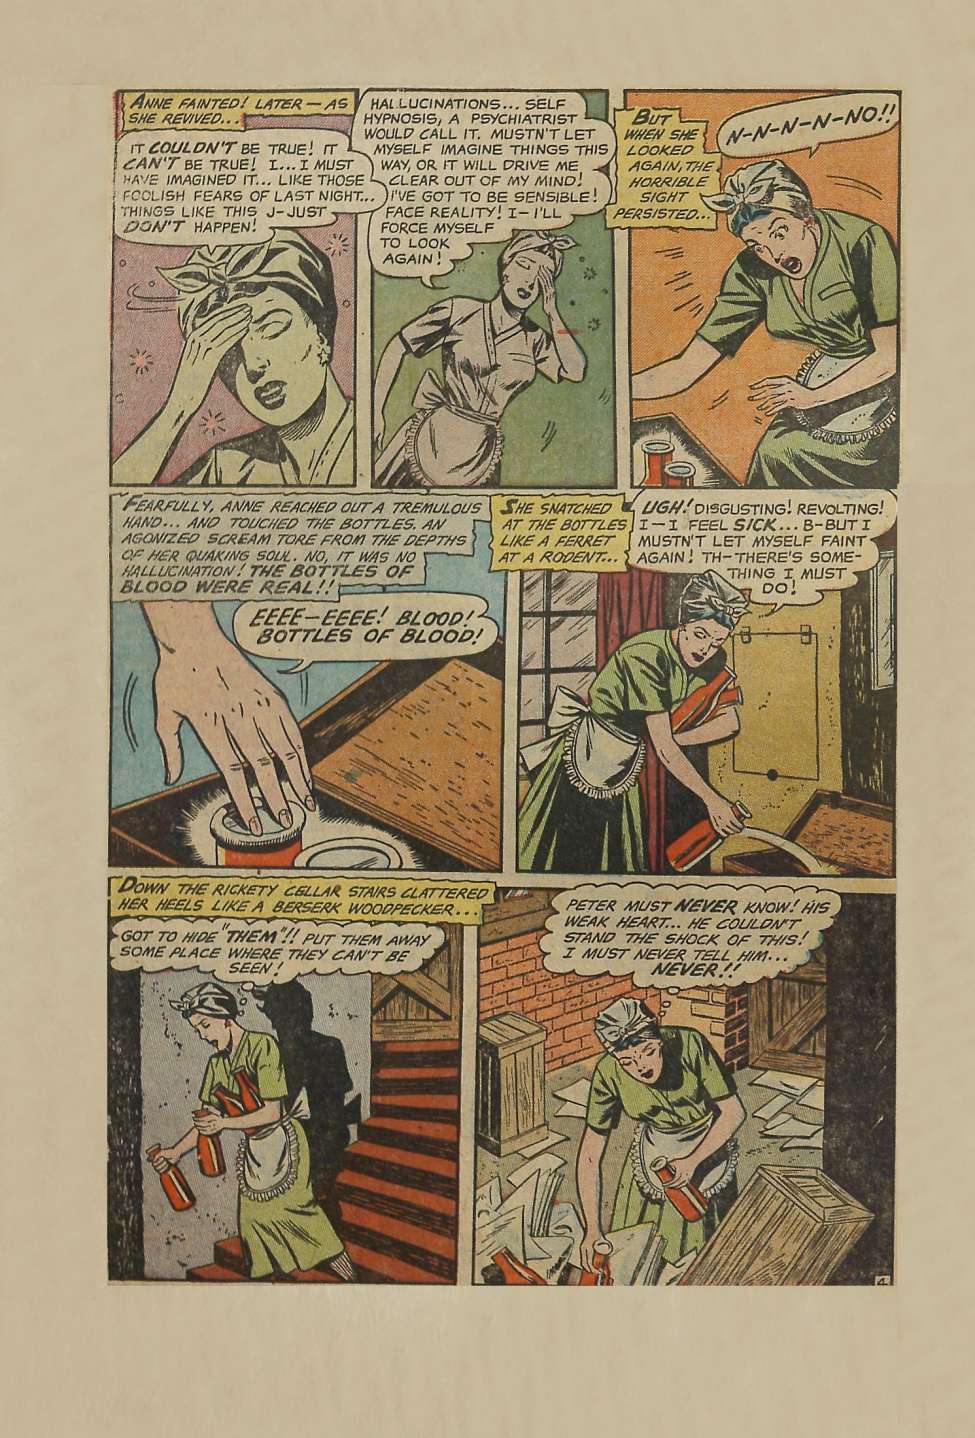 ANNE FAINTED! LATER — AS
SHE REVIVED...
IT COULDN'T BE TRUE! IT
CAN'T BE TRUE! I... I MUST
HAVE IMAGINED IT... LIKE THOSE
FOOLISH FEARS OF LAST NIGHT...
THINGS LIKE THIS J-JUST
DON'T HAPPEN!
HALLUCINATIONS... SELF
HYPNOSIS, A PSYCHIATRIST
WOULD CALL IT. MUSTN'T LET
MYSELF IMAGINE THINGS THIS
WAY, OR IT WILL DRIVE ME
CLEAR OUT OF MY MIND!
I'VE GOT TO BE SENSIBLE!
FACE REALITY! I-I'LL
FORCE MYSELF
TO LOOK
AGAIN!
BUT
WHEN SHE
LOOKED
AGAIN, THE
HORRIBLE
SIGHT
PERSISTED...
N-N-N-N-NO!!
FEARFULLY, ANNE REACHED OUT A TREMULOUS
HAND... AND TOUCHED THE BOTTLES. AN
AGONIZED SCREAM TORE FROM THE DEPTHS
OF HER QUAKING SOUL. NO, IT WAS NO
HALLUCINATION! THE BOTTLES OF
BLOOD WERE REAL!!
EEEE-EEEE! BLOOD!
BOTTLES OF BLOOD!
SHE SNATCHED
AT THE BOTTLES
LIKE A FERRET
AT A RODENT...
UGH! DISGUSTING! REVOLTING!
I-I FEEL SICK... B-BUT I
MUSTN'T LET MYSELF FAINT
AGAIN! TH-THERE'S SOME-
THING I MUST
DO!
DOWN THE RICKETY CELLAR STAIRS CLATTERED
HER HEELS LIKE A BERSERK WOODPECKER...
GOT TO HIDE "THEM"!! PUT THEM AWAY
SOME PLACE WHERE THEY CAN'T BE
SEEN!
PETER MUST NEVER KNOW! HIS
WEAK HEART... HE COULDN'T
STAND THE SHOCK OF THIS!
I MUST NEVER TELL HIM...
NEVER!!
4